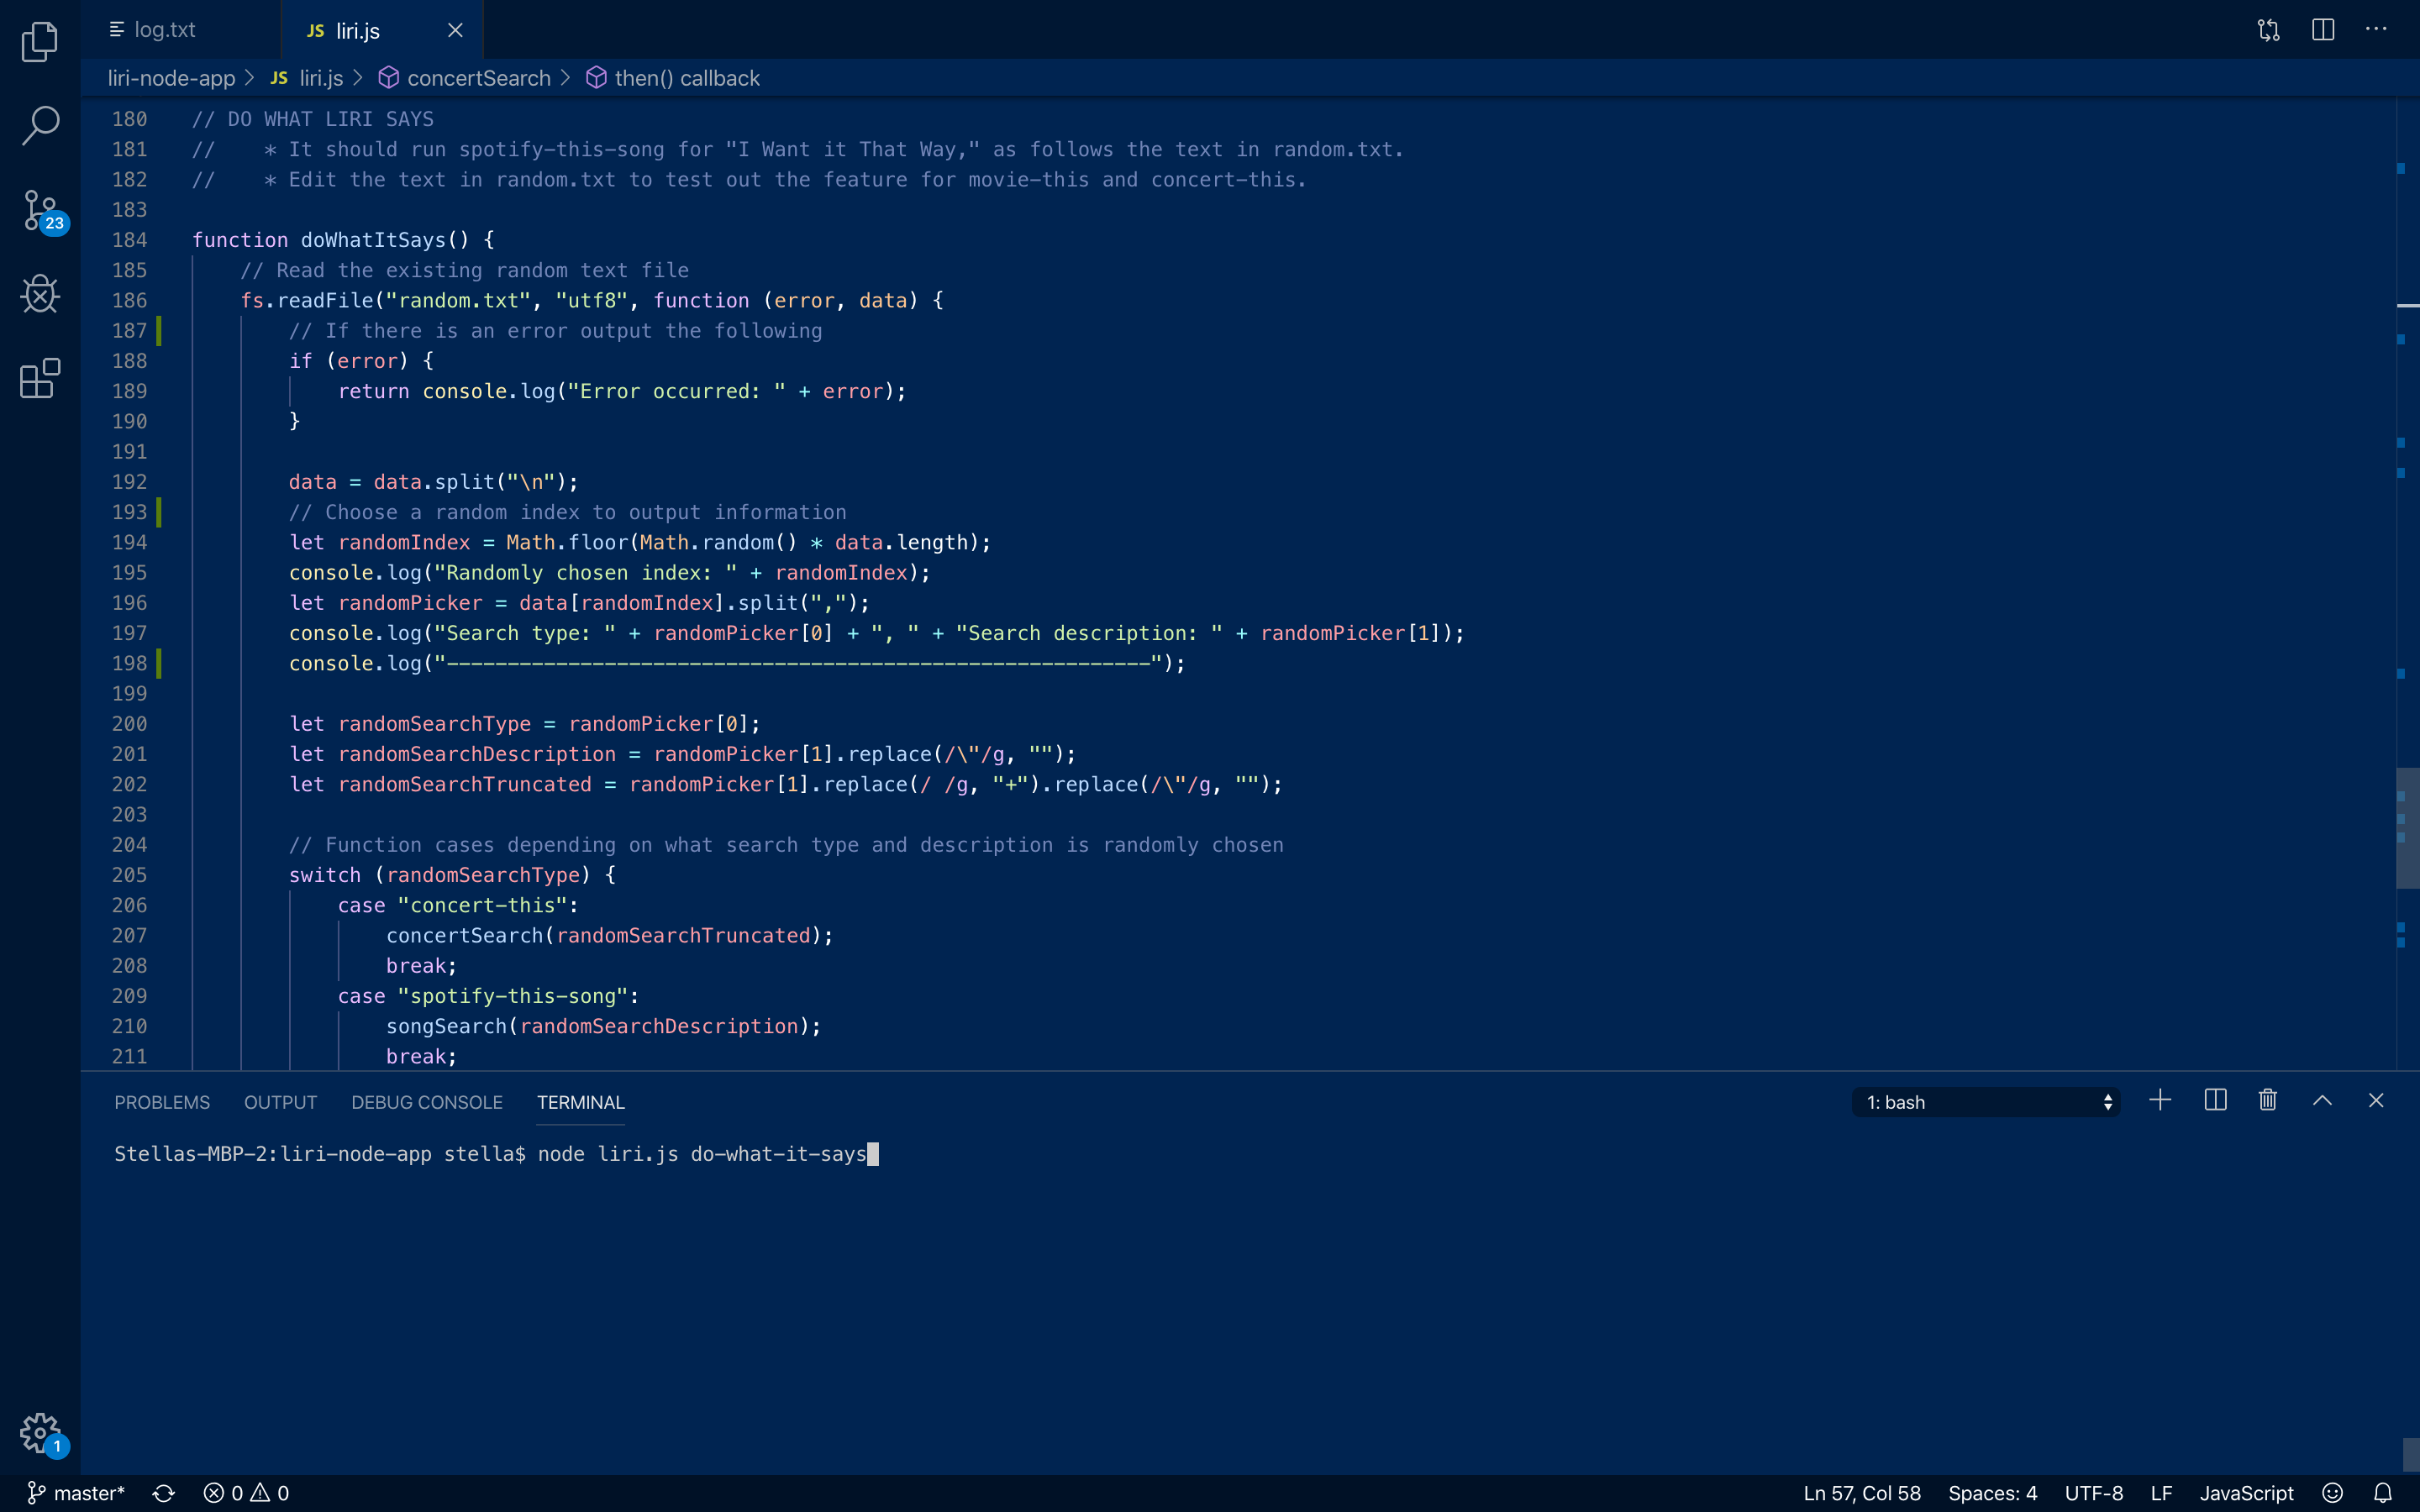 log.txt
JS liri.js
liri-node-app > JS liri.js > concertSearch > then() callback
180 // DO WHAT LIRI SAYS
181 //    * It should run spotify-this-song for "I Want it That Way," as follows the text in random.txt.
182 //    * Edit the text in random.txt to test out the feature for movie-this and concert-this.
183
184 function doWhatItSays() {
185     // Read the existing random text file
186     fs.readFile("random.txt", "utf8", function (error, data) {
187         // If there is an error output the following
188         if (error) {
189             return console.log("Error occurred: " + error);
190         }
191
192         data = data.split("\n");
193         // Choose a random index to output information
194         let randomIndex = Math.floor(Math.random() * data.length);
195         console.log("Randomly chosen index: " + randomIndex);
196         let randomPicker = data[randomIndex].split(",");
197         console.log("Search type: " + randomPicker[0] + ", " + "Search description: " + randomPicker[1]);
198         console.log("----------------------------------------------------------");
199
200         let randomSearchType = randomPicker[0];
201         let randomSearchDescription = randomPicker[1].replace(/\"/g, "");
202         let randomSearchTruncated = randomPicker[1].replace(/ /g, "+").replace(/\"/g, "");
203
204         // Function cases depending on what search type and description is randomly chosen
205         switch (randomSearchType) {
206             case "concert-this":
207                 concertSearch(randomSearchTruncated);
208                 break;
209             case "spotify-this-song":
210                 songSearch(randomSearchDescription);
211                 break;
23
PROBLEMS OUTPUT DEBUG CONSOLE TERMINAL 1: bash
Stellas-MBP-2:liri-node-app stella$ node liri.js do-what-it-says
1
master* 0 0 Ln 57, Col 58 Spaces: 4 UTF-8 LF JavaScript